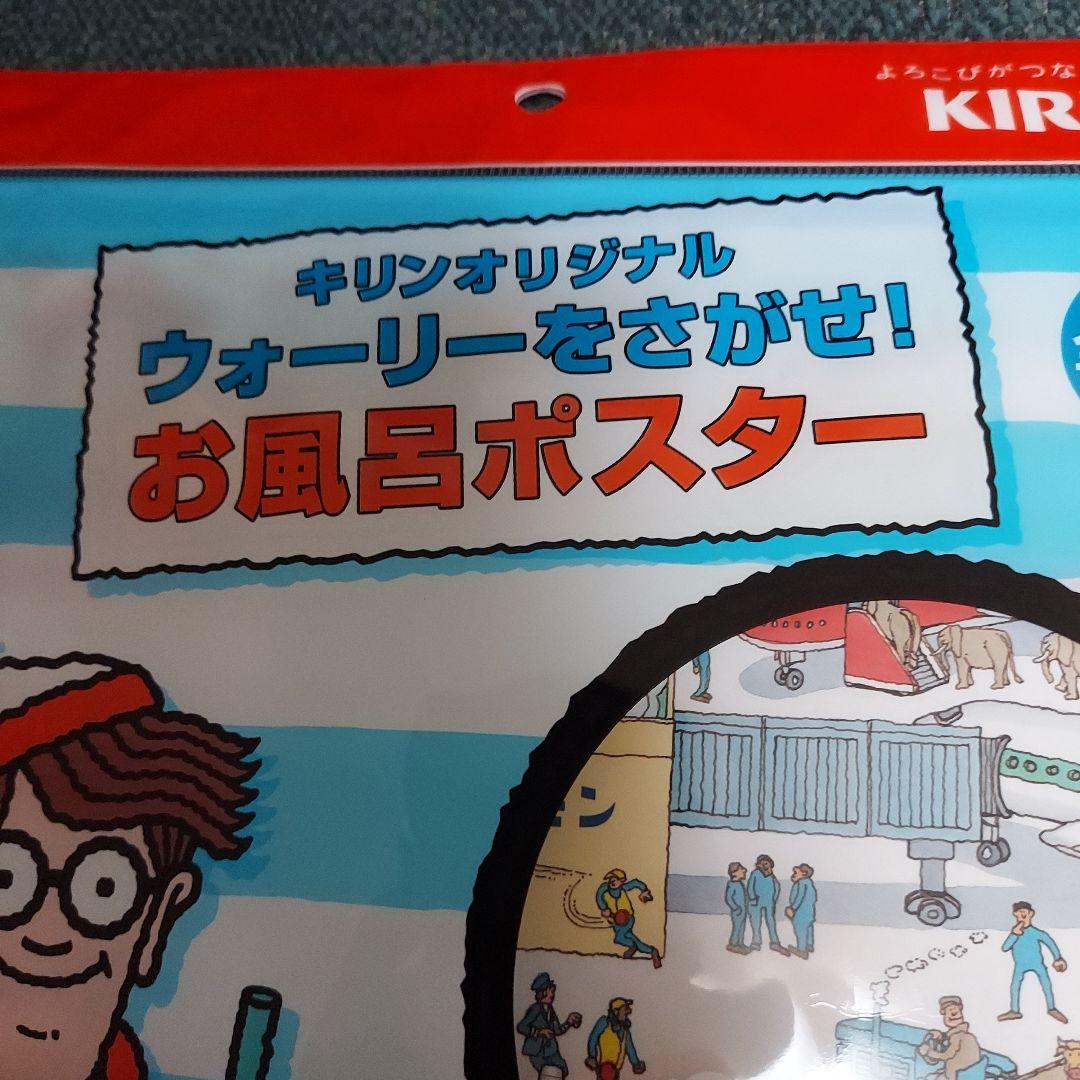 よろこびがつな
KIR
キリンオリジナル
ウォーリーをさがせ!
お風呂ポスター